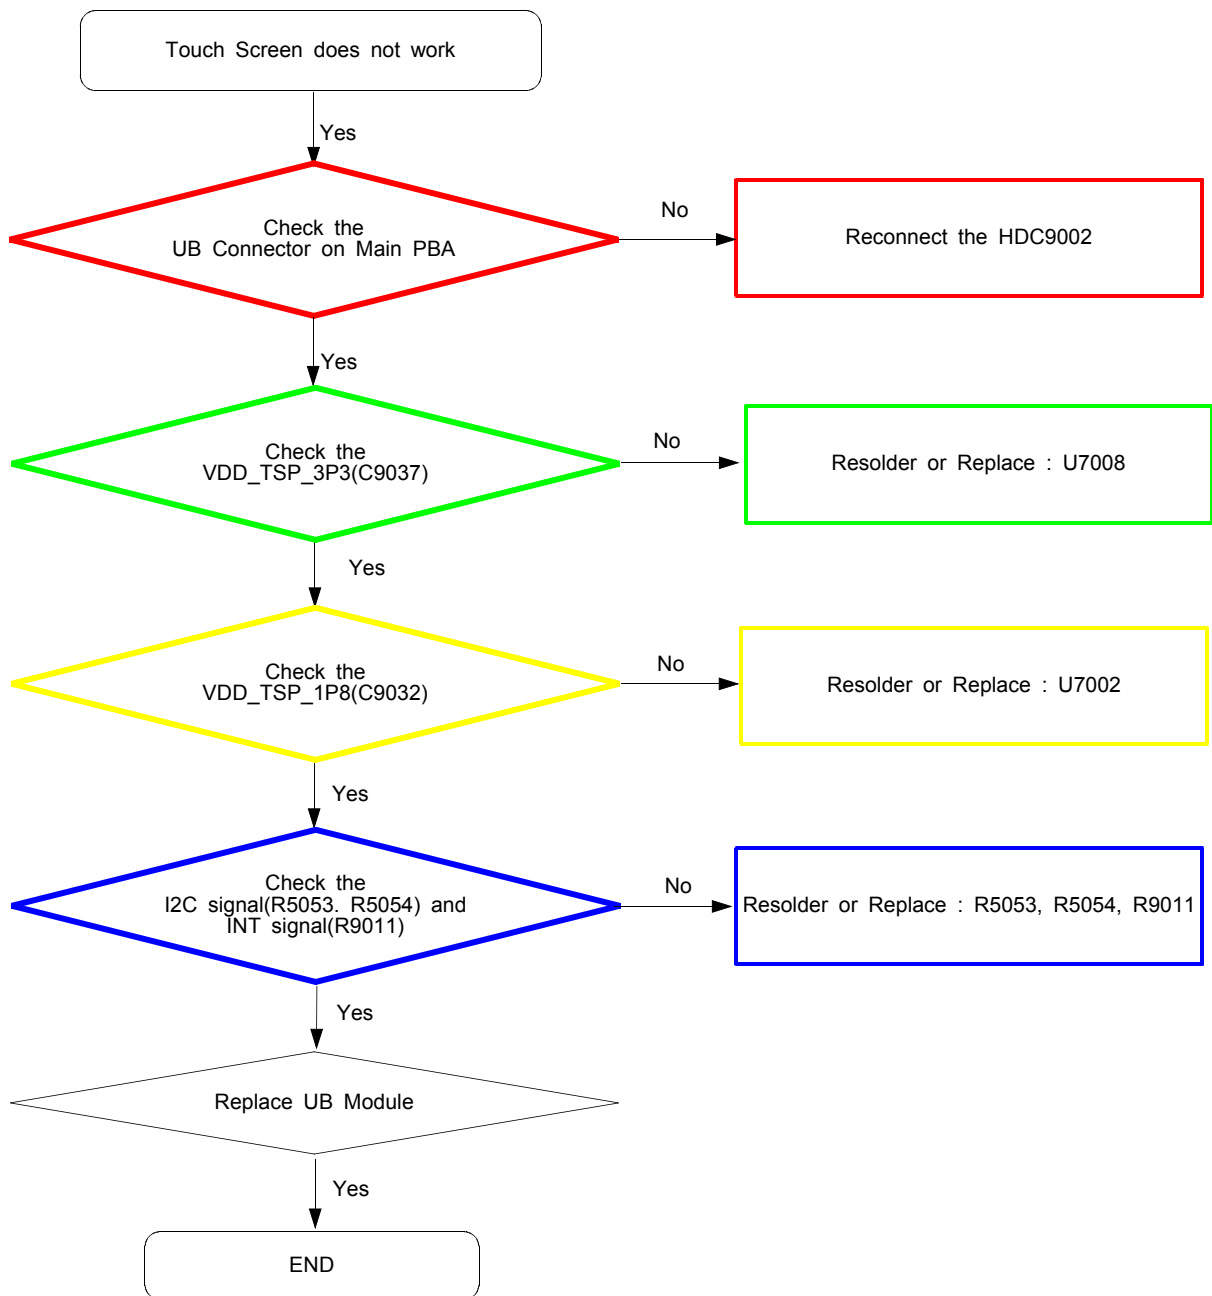 Touch Screen does not work
Yes
Check the
UB Connector on Main PBA
No
Reconnect the HDC9002
Yes
Check the
VDD_TSP_3P3(C9037)
No
Resolder or Replace : U7008
Yes
Check the
VDD_TSP_1P8(C9032)
No
Resolder or Replace : U7002
Yes
Check the
I2C signal(R5053. R5054) and
INT signal(R9011)
No
Resolder or Replace : R5053, R5054, R9011
Yes
Replace UB Module
Yes
END